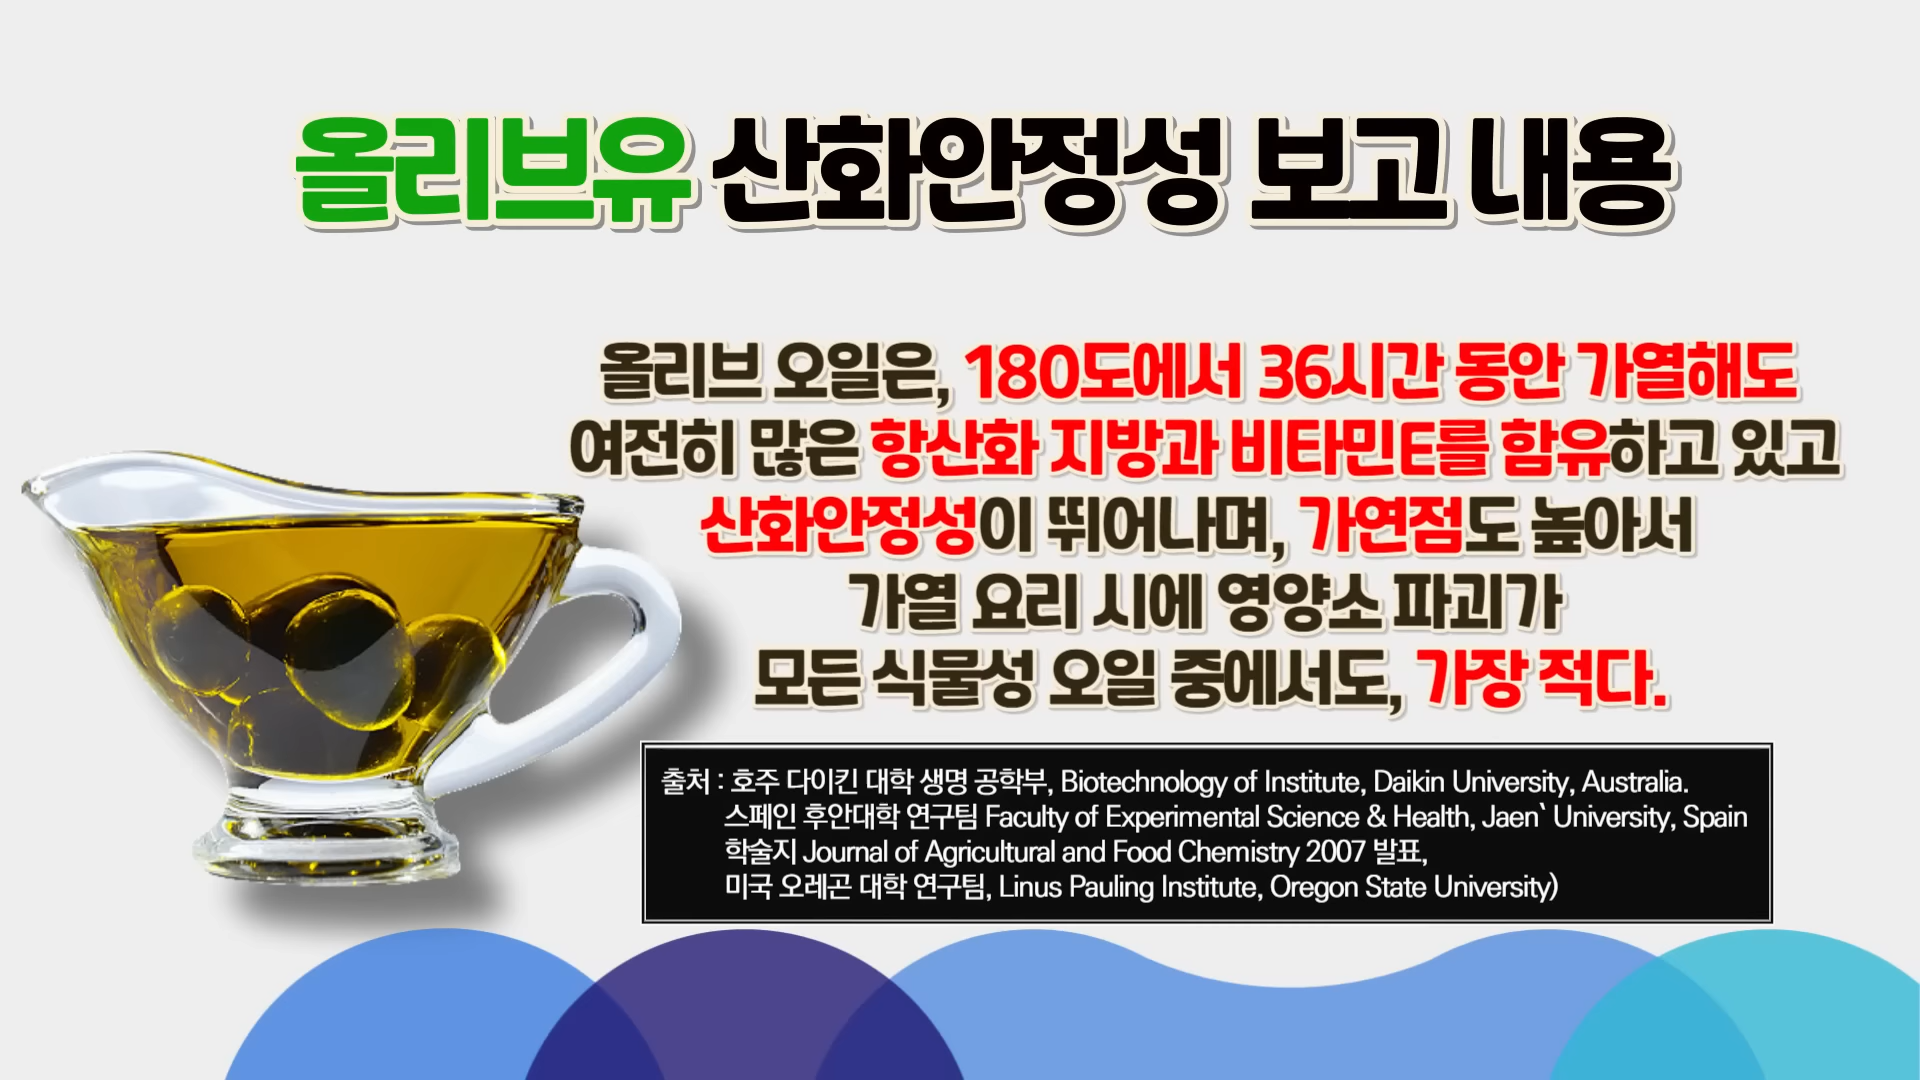 올리브유 산화안정성 보고 내용
올리브 오일은, 180도에서 36시간 동안 가열해도
여전히 많은 항산화 지방과 비타민E를 함유하고 있고
산화안정성이 뛰어나며, 가연점도 높아서
가열 요리 시에 영양소 파괴가
모든 식물성 오일 중에서도, 가장 적다.
출처 : 호주 다이킨 대학 생명 공학부, Biotechnology of Institute, Daikin University, Australia.
스페인 후안대학 연구팀 Faculty of Experimental Science & Health, Jaen` University, Spain
학술지 Journal of Agricultural and Food Chemistry 2007 발표,
미국 오레곤 대학 연구팀, Linus Pauling Institute, Oregon State University)